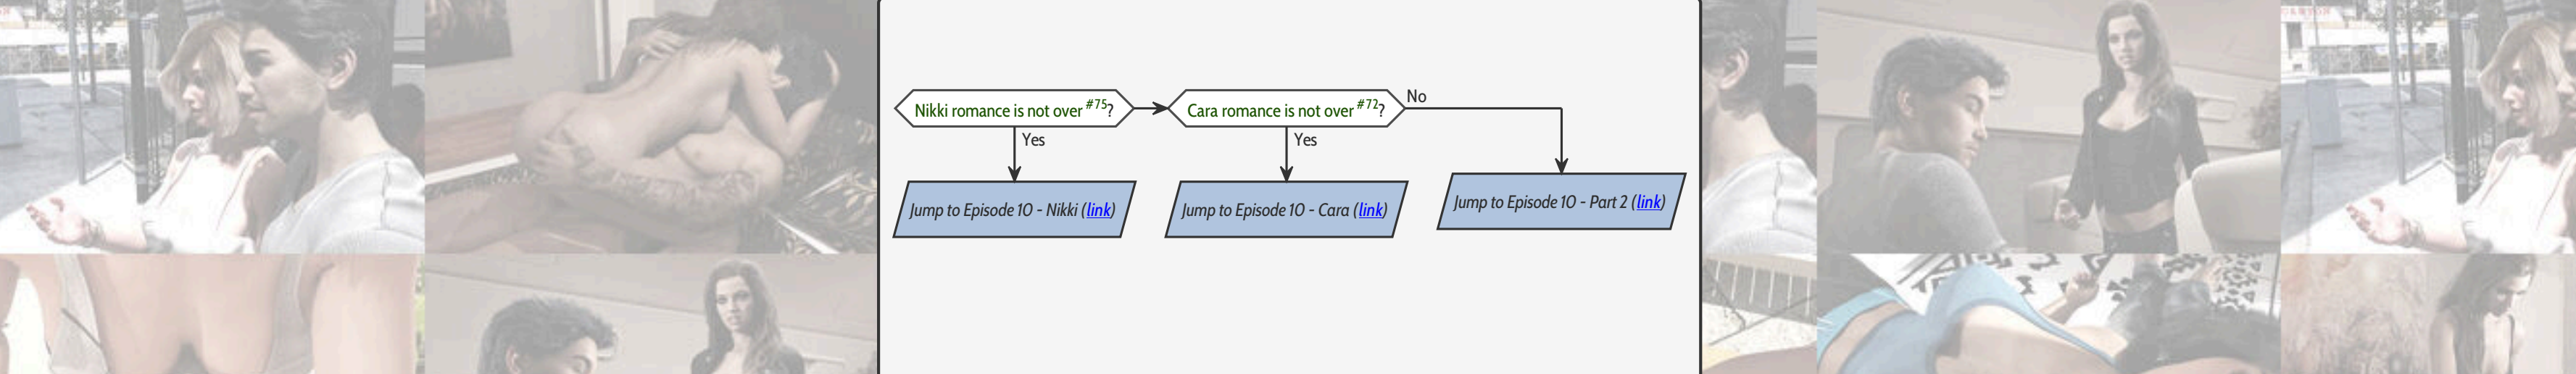 Nikki romance is not over #75?
Cara romance is not over #72?
No
Yes
Yes
Jump to Episode 10 - Nikki (link)
Jump to Episode 10 - Cara (link)
Jump to Episode 10 - Part 2 (link)